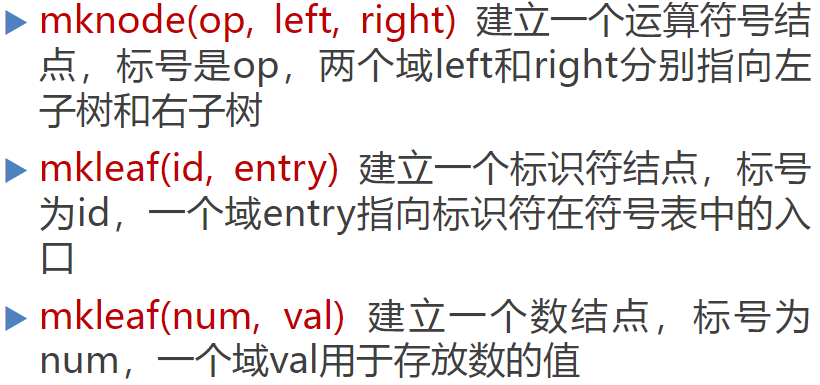 mknode(op, left, right) 建立一个运算符号结
点，标号是op，两个域left和right分别指向左
子树和右子树
mkleaf(id, entry) 建立一个标识符结点，标号
为id，一个域entry指向标识符在符号表中的入
口
mkleaf(num, val) 建立一个数结点，标号为
num，一个域val用于存放数的值